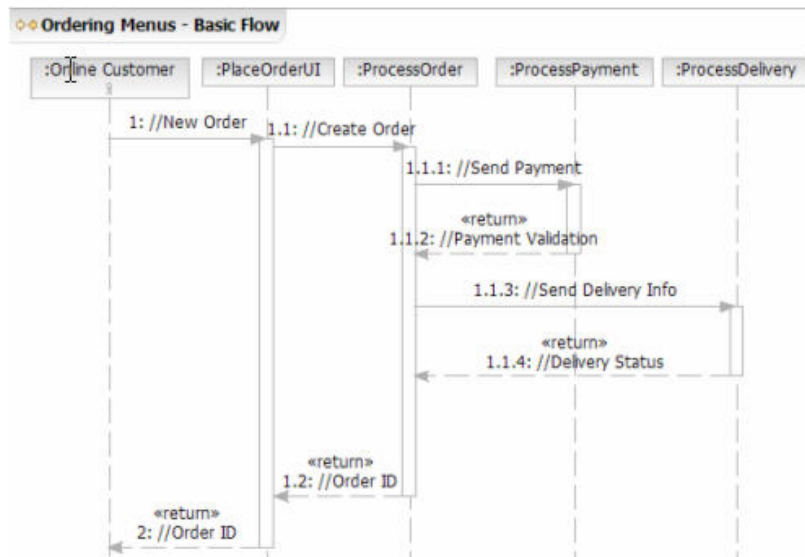 Ordering Menus - Basic Flow
:Online Customer
:PlaceOrderUI
:ProcessOrder
:ProcessPayment
:ProcessDelivery
1: //New Order
1.1: //Create Order
1.1.1: //Send Payment
«return»
1.1.2: //Payment Validation
1.1.3: //Send Delivery Info
«return»
1.1.4: //Delivery Status
«return»
1.2: //Order ID
«return»
2: //Order ID